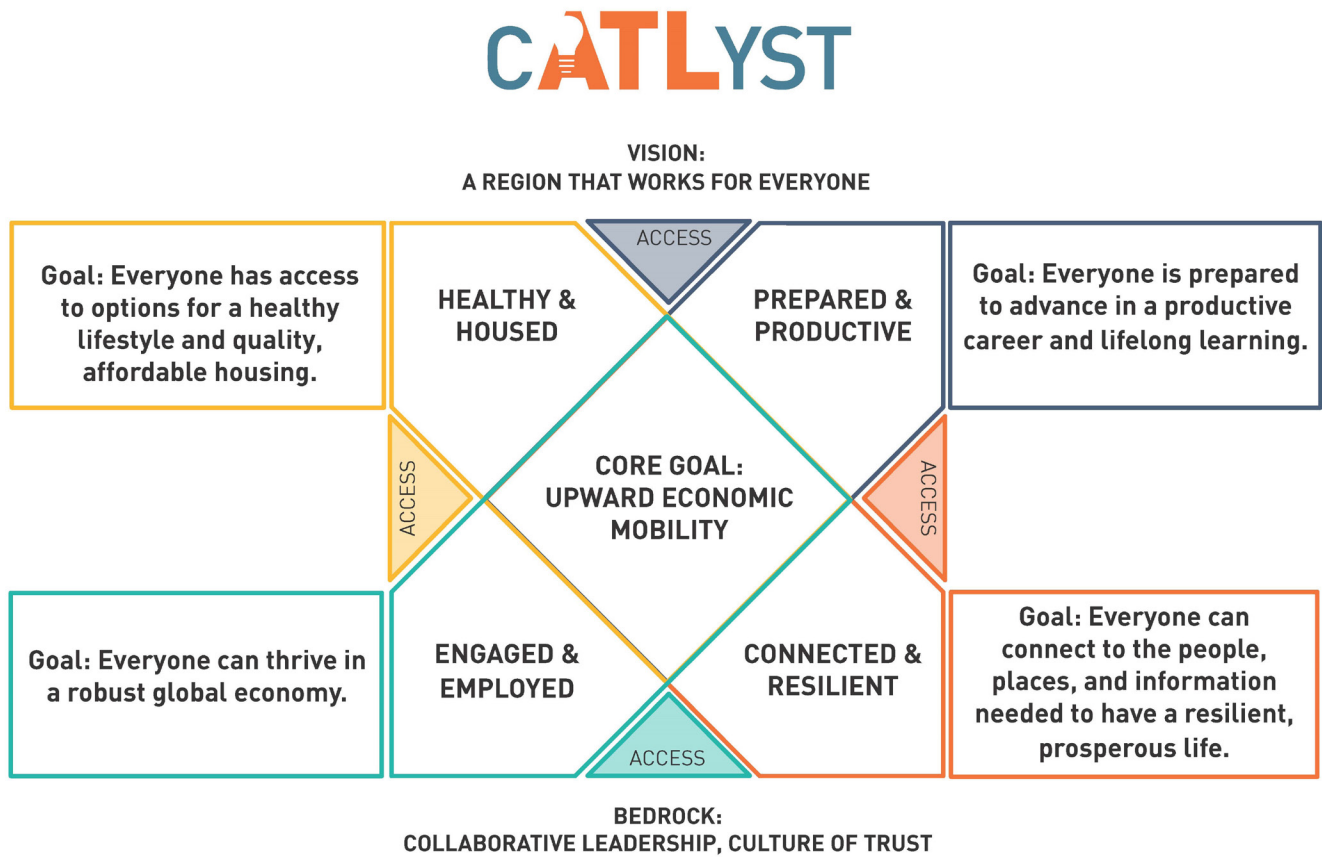 CATLYST
VISION:
A REGION THAT WORKS FOR EVERYONE
Goal: Everyone has access
to options for a healthy
lifestyle and quality,
affordable housing.
HEALTHY &
HOUSED
ACCESS
PREPARED &
PRODUCTIVE
Goal: Everyone is prepared
to advance in a productive
career and lifelong learning.
ACCESS
CORE GOAL:
UPWARD ECONOMIC
MOBILITY
ACCESS
Goal: Everyone can thrive in
a robust global economy.
ENGAGED &
EMPLOYED
ACCESS
CONNECTED &
RESILIENT
Goal: Everyone can
connect to the people,
places, and information
needed to have a resilient,
prosperous life.
BEDROCK:
COLLABORATIVE LEADERSHIP, CULTURE OF TRUST